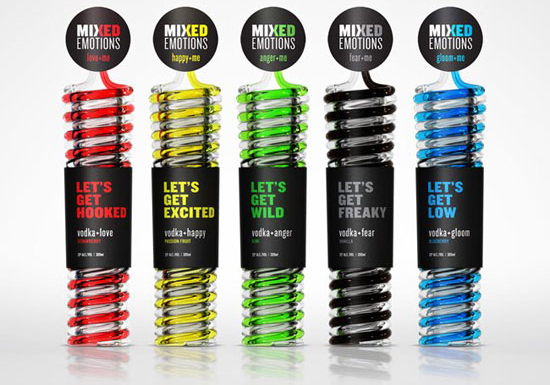 MIXED
EMOTIONS
love+me
LET'S
GET
HOOKED
vodka+love
STRAWBERRY
MIXED
EMOTIONS
happy+me
LET'S
GET
EXCITED
vodka+happy
PASSION FRUIT
MIXED
EMOTIONS
anger+me
LET'S
GET
WILD
vodka+anger
KIWI
MIXED
EMOTIONS
fear+me
LET'S
GET
FREAKY
vodka+fear
VANILLA
MIXED
EMOTIONS
gloom+me
LET'S
GET
LOW
vodka+gloom
BLUEBERRY